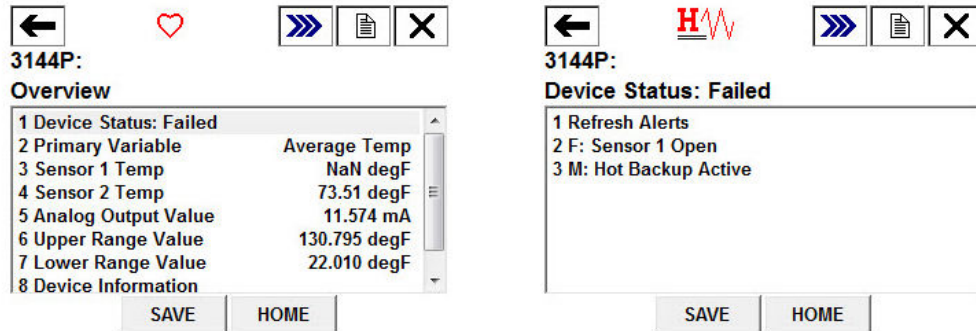 3144P:
Overview
1 Device Status: Failed
2 Primary Variable Average Temp
3 Sensor 1 Temp NaN degF
4 Sensor 2 Temp 73.51 degF
5 Analog Output Value 11.574 mA
6 Upper Range Value 130.795 degF
7 Lower Range Value 22.010 degF
8 Device Information
SAVE HOME
H
3144P:
Device Status: Failed
1 Refresh Alerts
2 F: Sensor 1 Open
3 M: Hot Backup Active
SAVE HOME